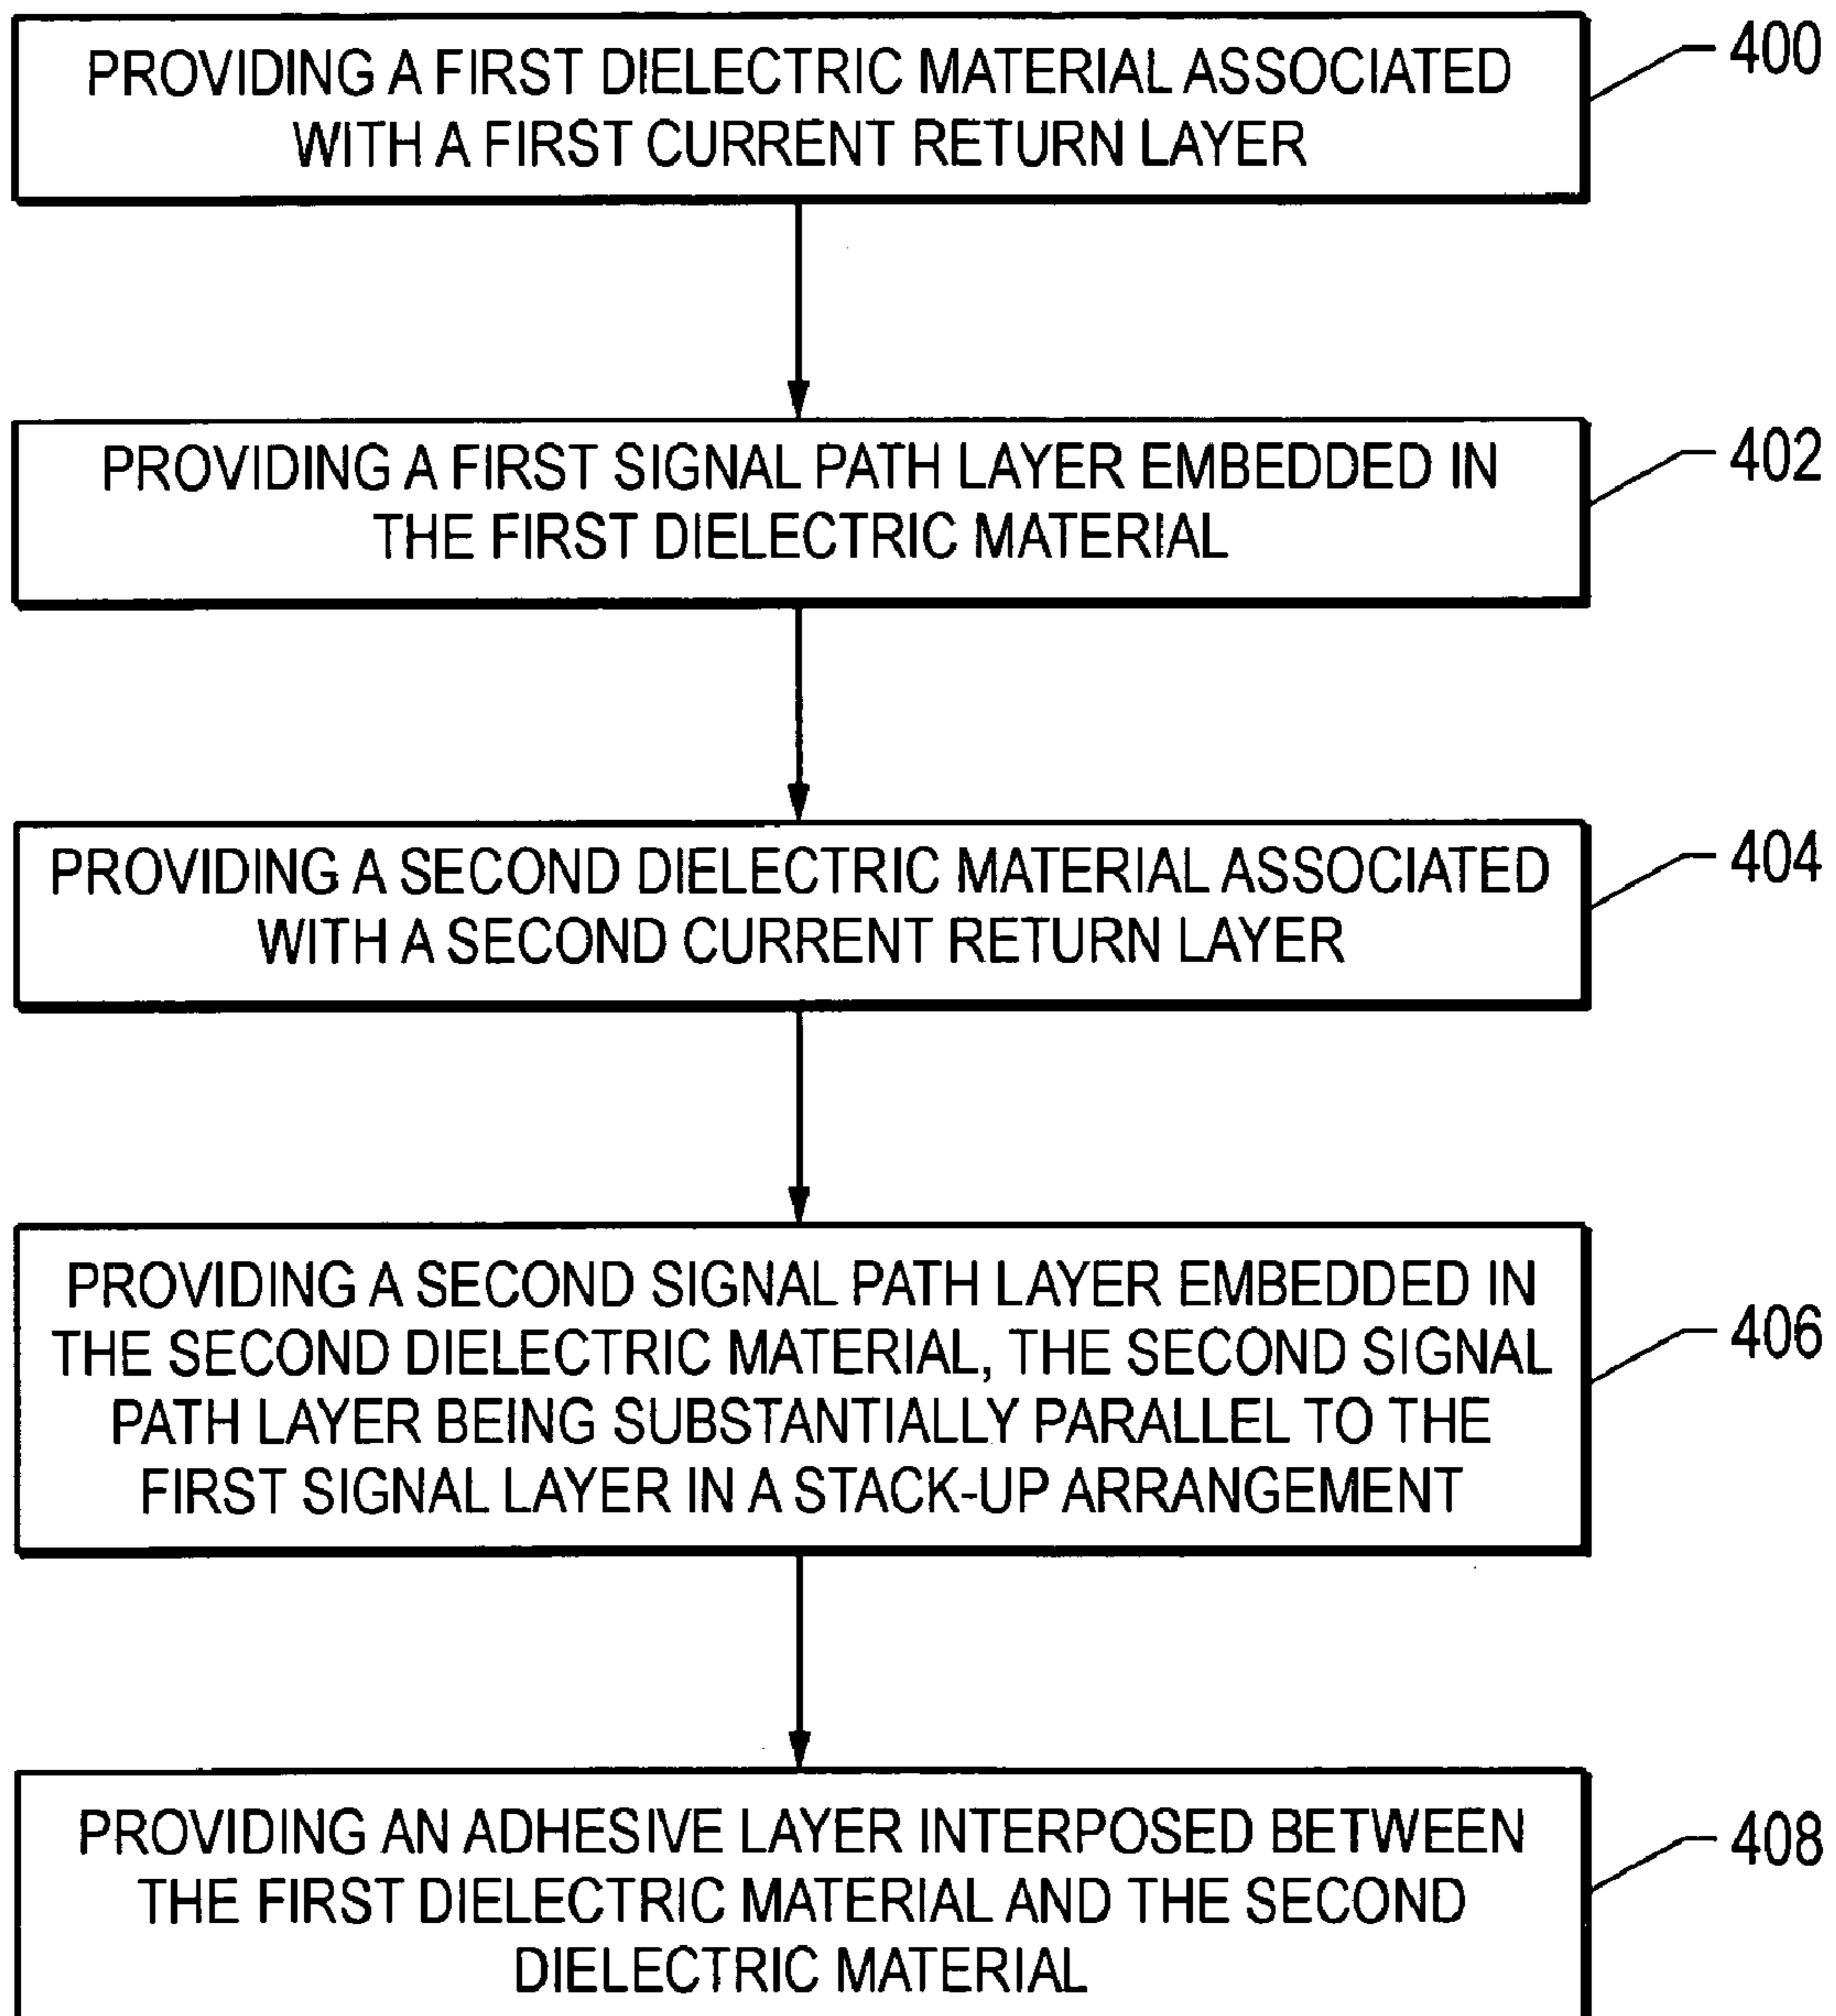 PROVIDING A FIRST DIELECTRIC MATERIAL ASSOCIATED
WITH A FIRST CURRENT RETURN LAYER
400
PROVIDING A FIRST SIGNAL PATH LAYER EMBEDDED IN
THE FIRST DIELECTRIC MATERIAL
402
PROVIDING A SECOND DIELECTRIC MATERIAL ASSOCIATED
WITH A SECOND CURRENT RETURN LAYER
404
PROVIDING A SECOND SIGNAL PATH LAYER EMBEDDED IN
THE SECOND DIELECTRIC MATERIAL, THE SECOND SIGNAL
PATH LAYER BEING SUBSTANTIALLY PARALLEL TO THE
FIRST SIGNAL LAYER IN A STACK-UP ARRANGEMENT
406
PROVIDING AN ADHESIVE LAYER INTERPOSED BETWEEN
THE FIRST DIELECTRIC MATERIAL AND THE SECOND
DIELECTRIC MATERIAL
408